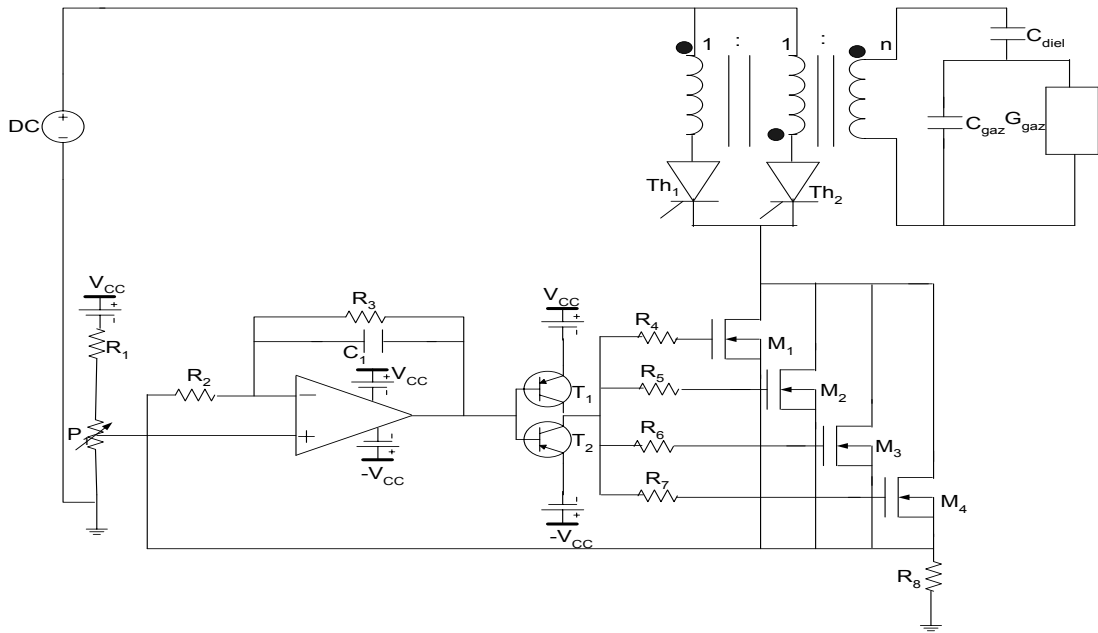 1 : 1 : n
C_diel
DC
C_gaz G_gaz
Th_1 Th_2
V_CC
R_1
R_2
R_3
C_1
V_CC
-V_CC
P
V_CC
T_1
T_2
-V_CC
R_4
R_5
R_6
R_7
M_1
M_2
M_3
M_4
R_8